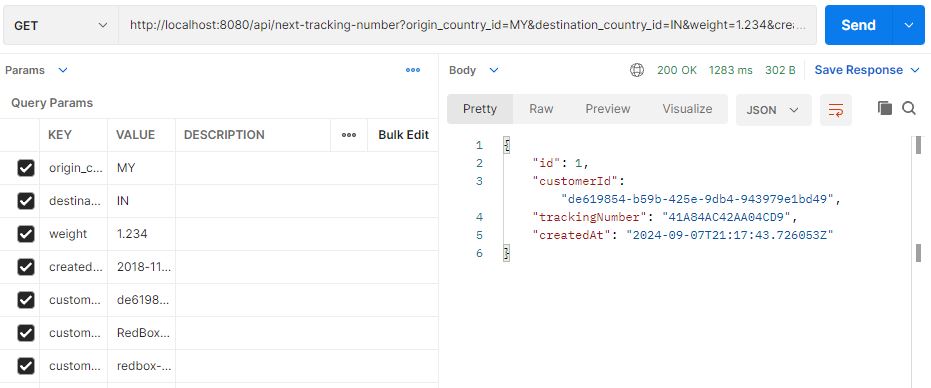 GET http://localhost:8080/api/next-tracking-number?origin_country_id=MY&destination_country_id=IN&weight=1.234&crea... Send
Params
Query Params
KEY VALUE DESCRIPTION Bulk Edit
origin_c... MY
destina... IN
weight 1.234
created... 2018-11...
custom... de6198...
custom... RedBox...
custom... redbox-...
Body 200 OK 1283 ms 302 B Save Response
Pretty Raw Preview Visualize JSON
1 {
2 "id": 1,
3 "customerId":
"de619854-b59b-425e-9db4-943979e1bd49",
4 "trackingNumber": "41A84AC42AA04CD9",
5 "createdAt": "2024-09-07T21:17:43.726053Z"
6 }